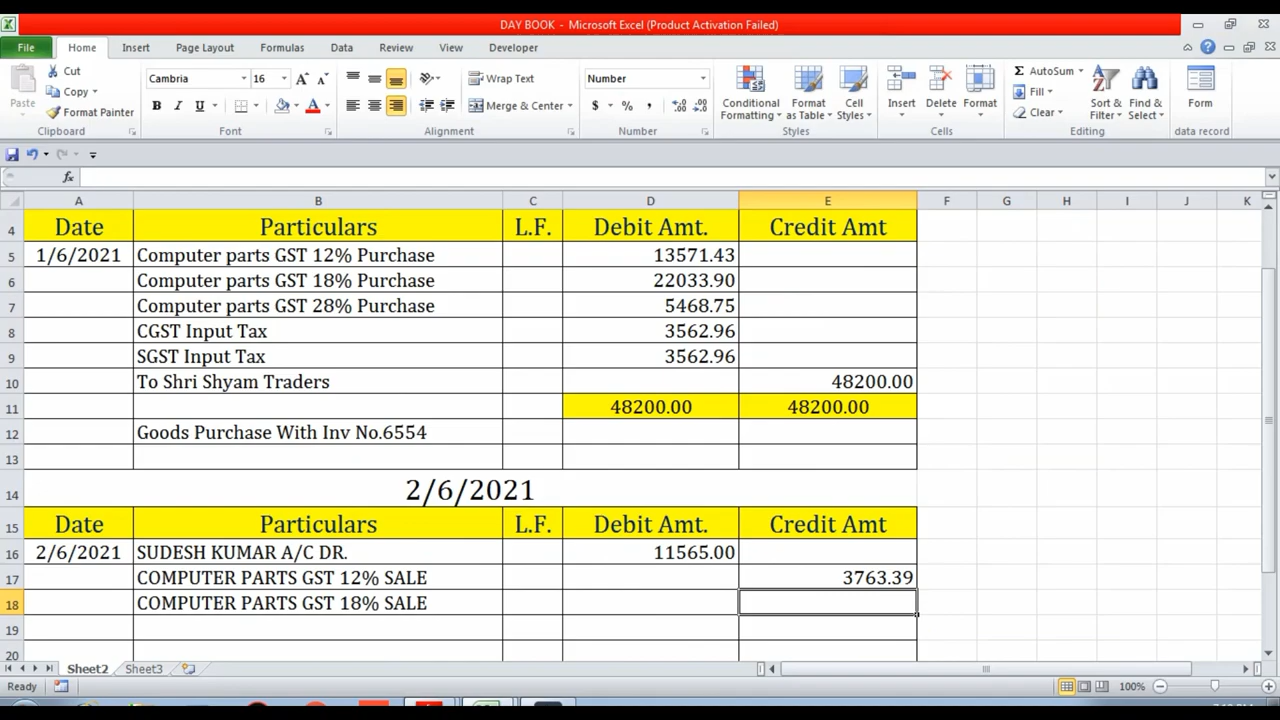 DAY BOOK - Microsoft Excel (Product Activation Failed)
File Home Insert Page Layout Formulas Data Review View Developer
Cut
Copy
Format Painter
Paste
Clipboard
Cambria 16
B I U
Font
Wrap Text
Merge & Center
Alignment
Number
$ % ,
Number
Conditional Formatting
Format as Table
Cell Styles
Styles
Insert Delete Format
Cells
Σ AutoSum
Fill
Clear
Sort & Filter
Find & Select
Editing
Form
data record
fx
A B C D E F G H I J K
4 Date Particulars L.F. Debit Amt. Credit Amt
5 1/6/2021 Computer parts GST 12% Purchase 13571.43
6 Computer parts GST 18% Purchase 22033.90
7 Computer parts GST 28% Purchase 5468.75
8 CGST Input Tax 3562.96
9 SGST Input Tax 3562.96
10 To Shri Shyam Traders 48200.00
11 48200.00 48200.00
12 Goods Purchase With Inv No.6554
13
14 2/6/2021
15 Date Particulars L.F. Debit Amt. Credit Amt
16 2/6/2021 SUDESH KUMAR A/C DR. 11565.00
17 COMPUTER PARTS GST 12% SALE 3763.39
18 COMPUTER PARTS GST 18% SALE
19
20
Sheet2 Sheet3
Ready 100%